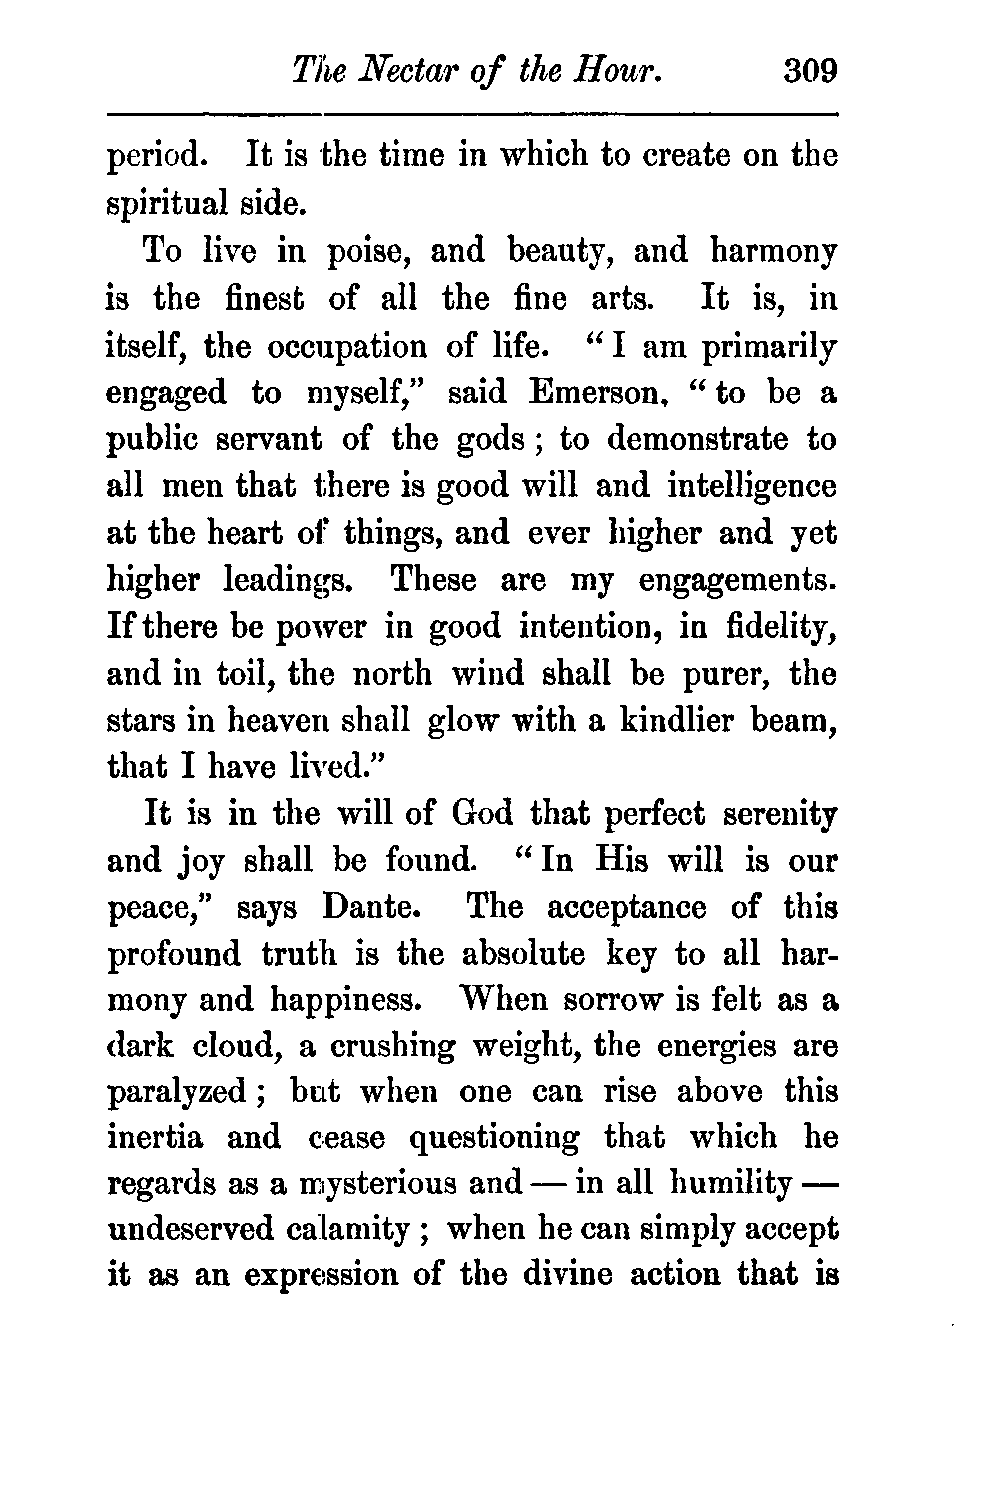 The Nectar of the Hour. 309
period. It is the time in which to create on the
spiritual side.
To live in poise, and beauty, and harmony
is the finest of all the fine arts. It is, in
itself, the occupation of life. “I am primarily
engaged to myself,” said Emerson, “to be a
public servant of the gods; to demonstrate to
all men that there is good will and intelligence
at the heart of things, and ever higher and yet
higher leadings. These are my engagements.
If there be power in good intention, in fidelity,
and in toil, the north wind shall be purer, the
stars in heaven shall glow with a kindlier beam,
that I have lived.”
It is in the will of God that perfect serenity
and joy shall be found. “In His will is our
peace,” says Dante. The acceptance of this
profound truth is the absolute key to all har-
mony and happiness. When sorrow is felt as a
dark cloud, a crushing weight, the energies are
paralyzed; but when one can rise above this
inertia and cease questioning that which he
regards as a mysterious and — in all humility —
undeserved calamity; when he can simply accept
it as an expression of the divine action that is